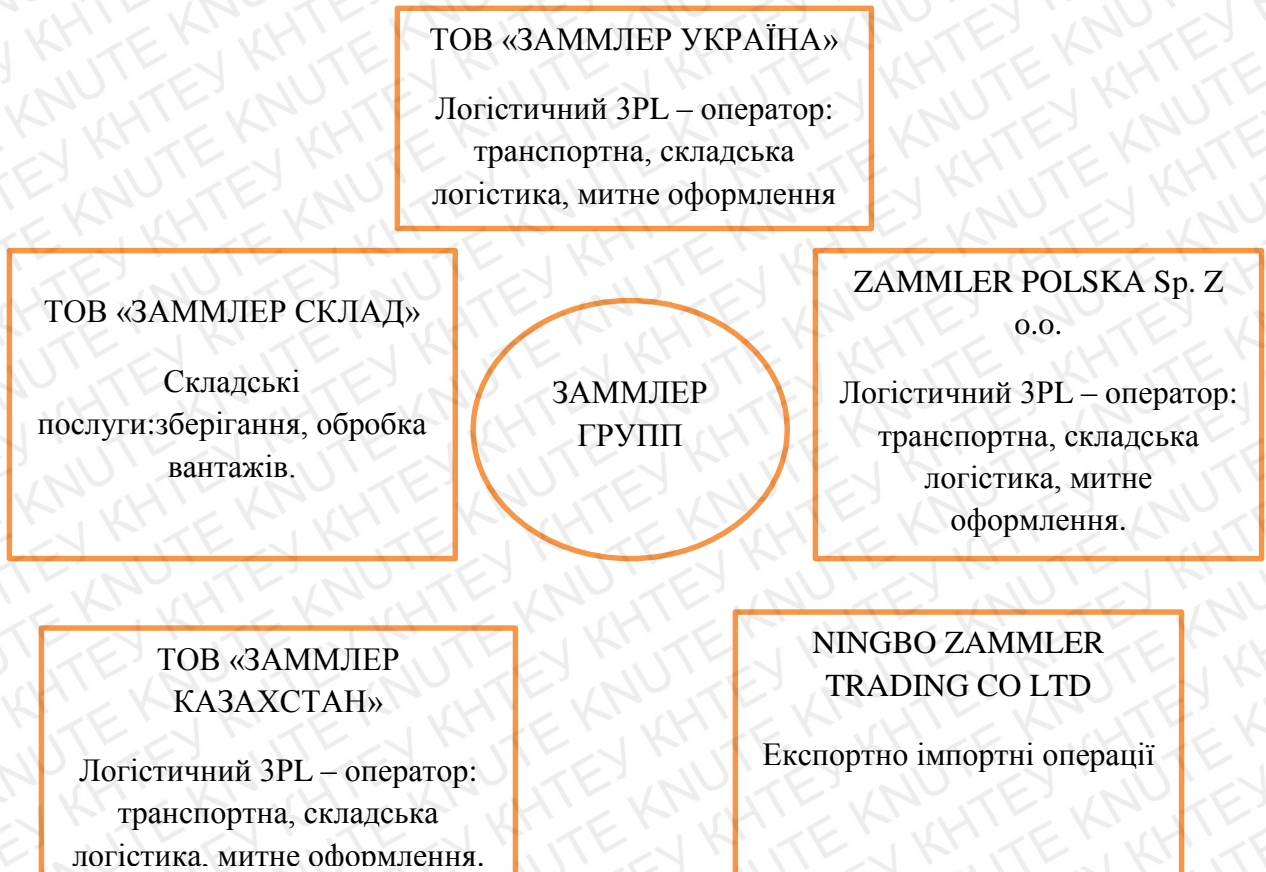 ТОВ «ЗАММЛЕР УКРАЇНА»
Логістичний 3PL – оператор:
транспортна, складська
логістика, митне оформлення
ТОВ «ЗАММЛЕР СКЛАД»
Складські
послуги:зберігання, обробка
вантажів.
ЗАММЛЕР
ГРУПП
ZAMMLER POLSKA Sp. Z
o.o.
Логістичний 3PL – оператор:
транспортна, складська
логістика, митне
оформлення.
ТОВ «ЗАММЛЕР
КАЗАХСТАН»
Логістичний 3PL – оператор:
транспортна, складська
логістика, митне оформлення.
NINGBO ZAMMLER
TRADING CO LTD
Експортно імпортні операції